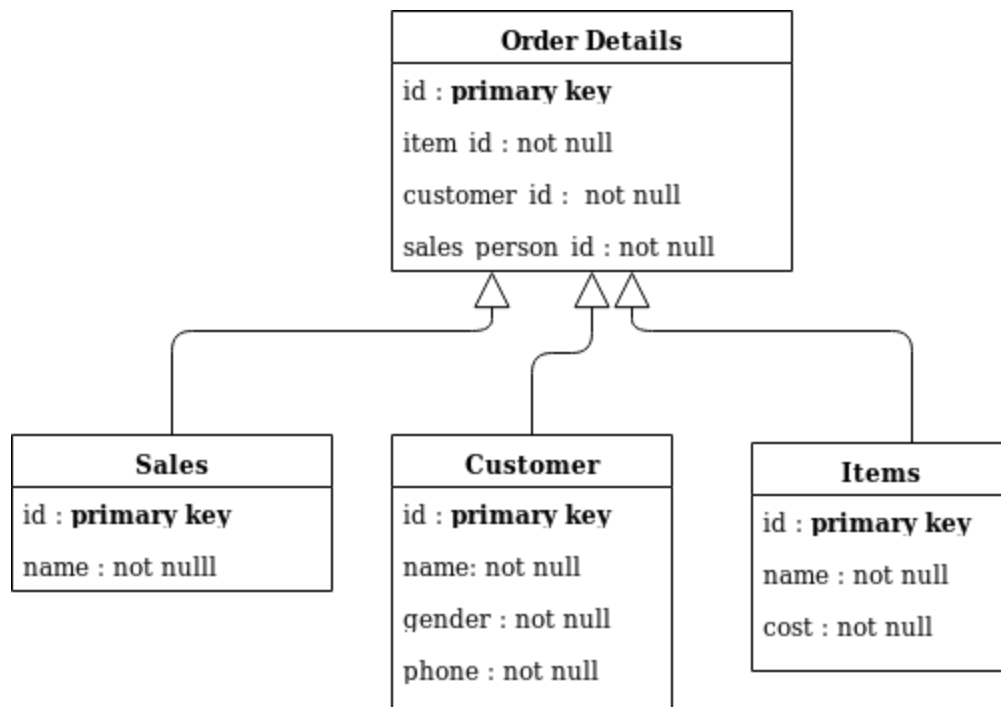 Order Details
id : primary key
item id : not null
customer id : not null
sales person id : not null
Sales
id : primary key
name : not nulll
Customer
id : primary key
name: not null
gender : not null
phone : not null
Items
id : primary key
name : not null
cost : not null